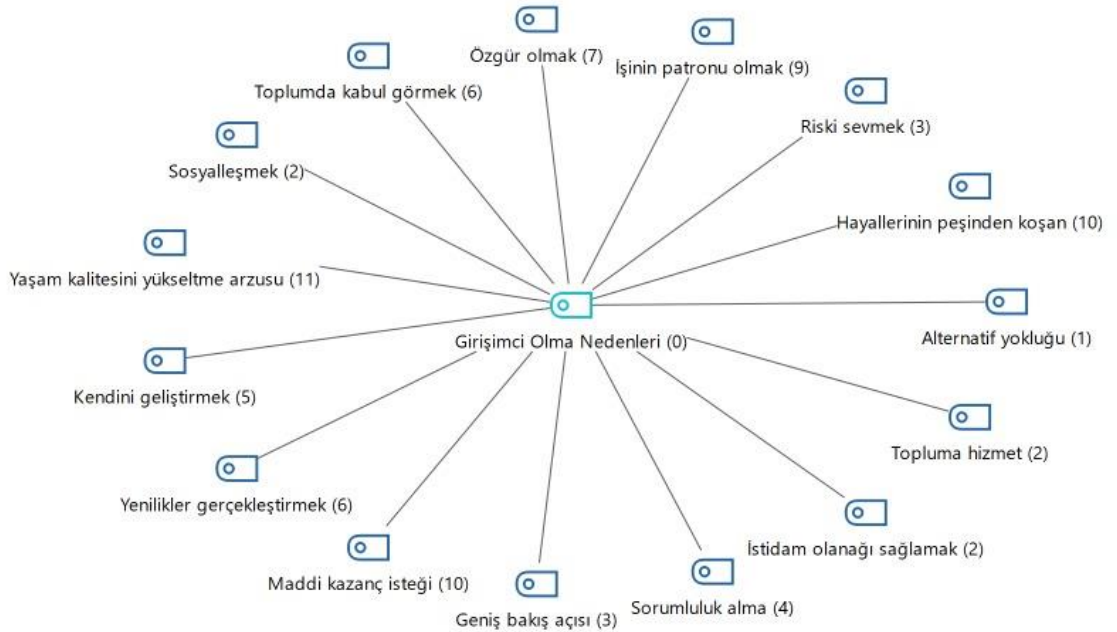 Özgür olmak (7)
İşinin patronu olmak (9)
Toplumda kabul görmek (6)
Riski sevmek (3)
Sosyalleşmek (2)
Hayallerinin peşinden koşan (10)
Yaşam kalitesini yükseltme arzusu (11)
Girişimci Olma Nedenleri (0)
Alternatif yokluğu (1)
Kendini geliştirmek (5)
Topluma hizmet (2)
Yenilikler gerçekleştirmek (6)
İstidam olanağı sağlamak (2)
Maddi kazanç isteği (10)
Geniş bakış açısı (3)
Sorumluluk alma (4)